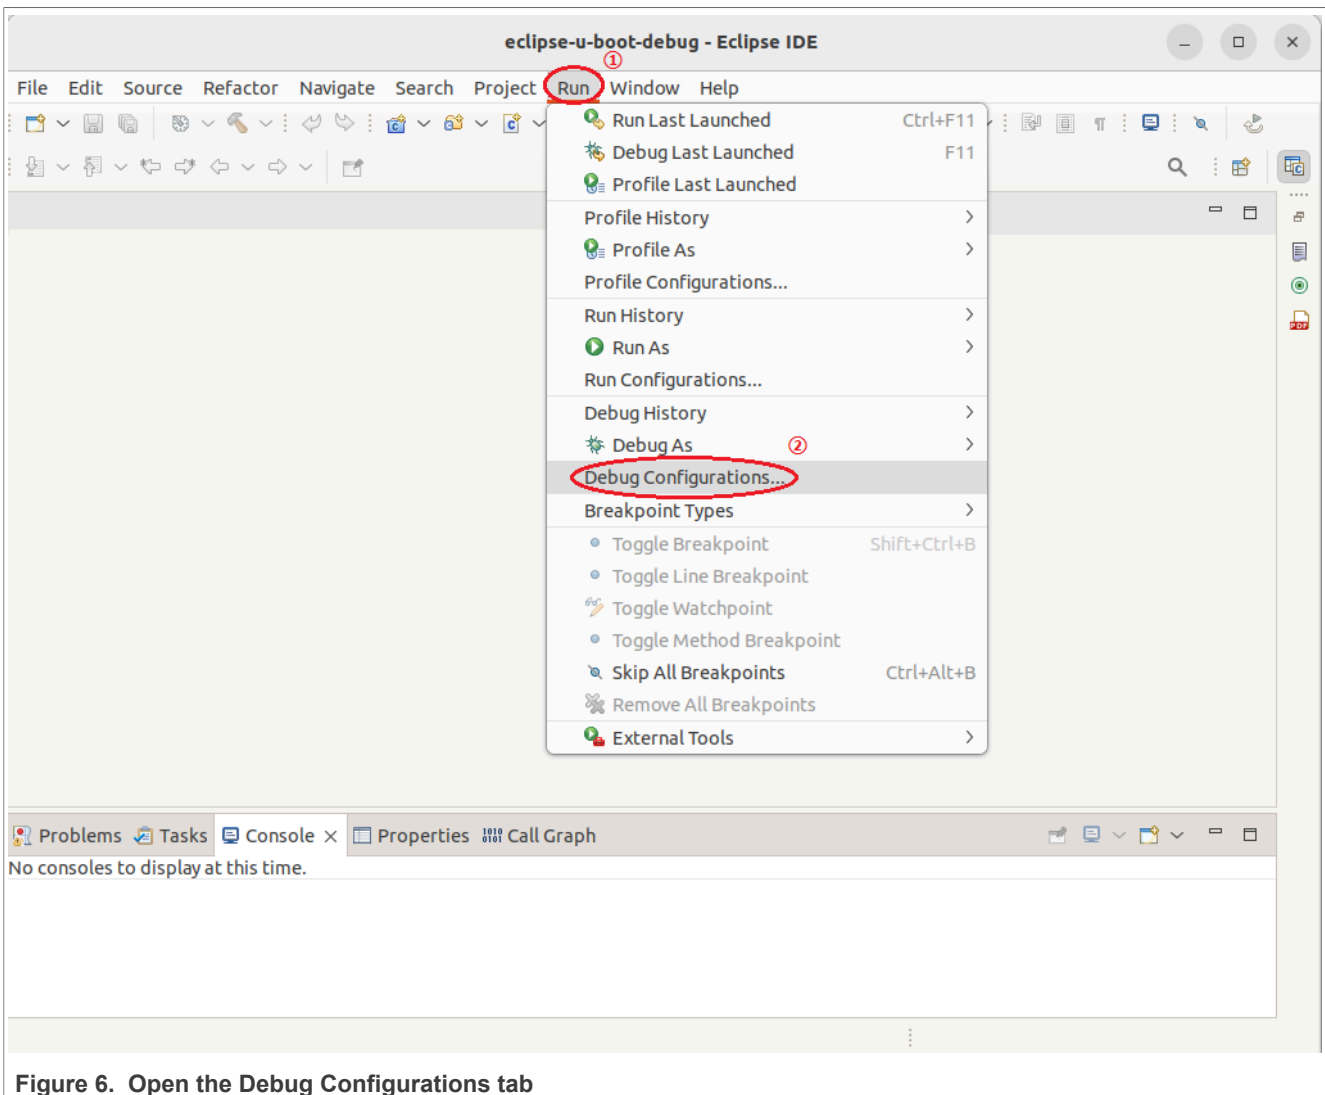 eclipse-u-boot-debug - Eclipse IDE
①
File Edit Source Refactor Navigate Search Project Run Window Help
Run Last Launched Ctrl+F11
Debug Last Launched F11
Profile Last Launched
Profile History
Profile As
Profile Configurations...
Run History
Run As
Run Configurations...
Debug History
Debug As ②
Debug Configurations...
Breakpoint Types
Toggle Breakpoint Shift+Ctrl+B
Toggle Line Breakpoint
Toggle Watchpoint
Toggle Method Breakpoint
Skip All Breakpoints Ctrl+Alt+B
Remove All Breakpoints
External Tools
Problems Tasks Console Properties Call Graph
No consoles to display at this time.
Figure 6. Open the Debug Configurations tab